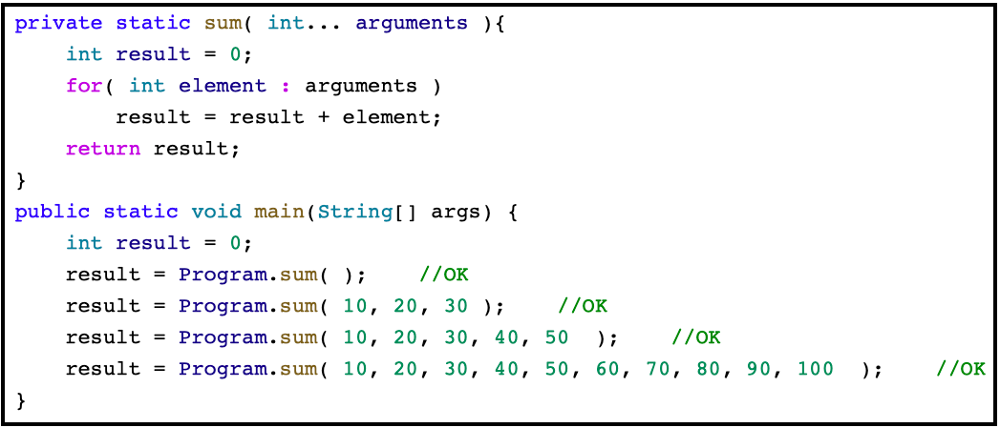 private static sum( int... arguments ){
    int result = 0;
    for( int element : arguments )
        result = result + element;
    return result;
}
public static void main(String[] args) {
    int result = 0;
    result = Program.sum( );    //OK
    result = Program.sum( 10, 20, 30 );    //OK
    result = Program.sum( 10, 20, 30, 40, 50  );    //OK
    result = Program.sum( 10, 20, 30, 40, 50, 60, 70, 80, 90, 100  );    //OK
}